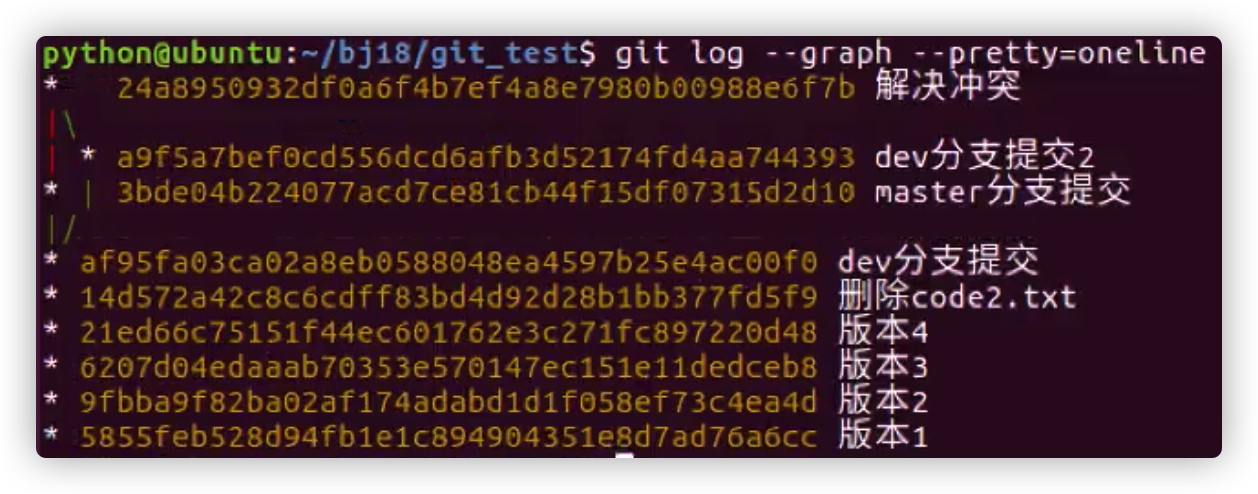 python@ubuntu:~/bj18/git_test$ git log --graph --pretty=oneline
*   24a8950932df0a6f4b7ef4a8e7980b00988e6f7b 解决冲突
|\
| * a9f5a7bef0cd556dcd6afb3d52174fd4aa744393 dev分支提交2
* | 3bde04b224077acd7ce81cb44f15df07315d2d10 master分支提交
|/
* af95fa03ca02a8eb0588048ea4597b25e4ac00f0 dev分支提交
* 14d572a42c8c6cdff83bd4d92d28b1bb377fd5f9 删除code2.txt
* 21ed66c75151f44ec601762e3c271fc897220d48 版本4
* 6207d04edaaab70353e570147ec151e11dedceb8 版本3
* 9fbba9f82ba02af174adabd1d1f058ef73c4ea4d 版本2
* 5855feb528d94fb1e1c894904351e8d7ad76a6cc 版本1